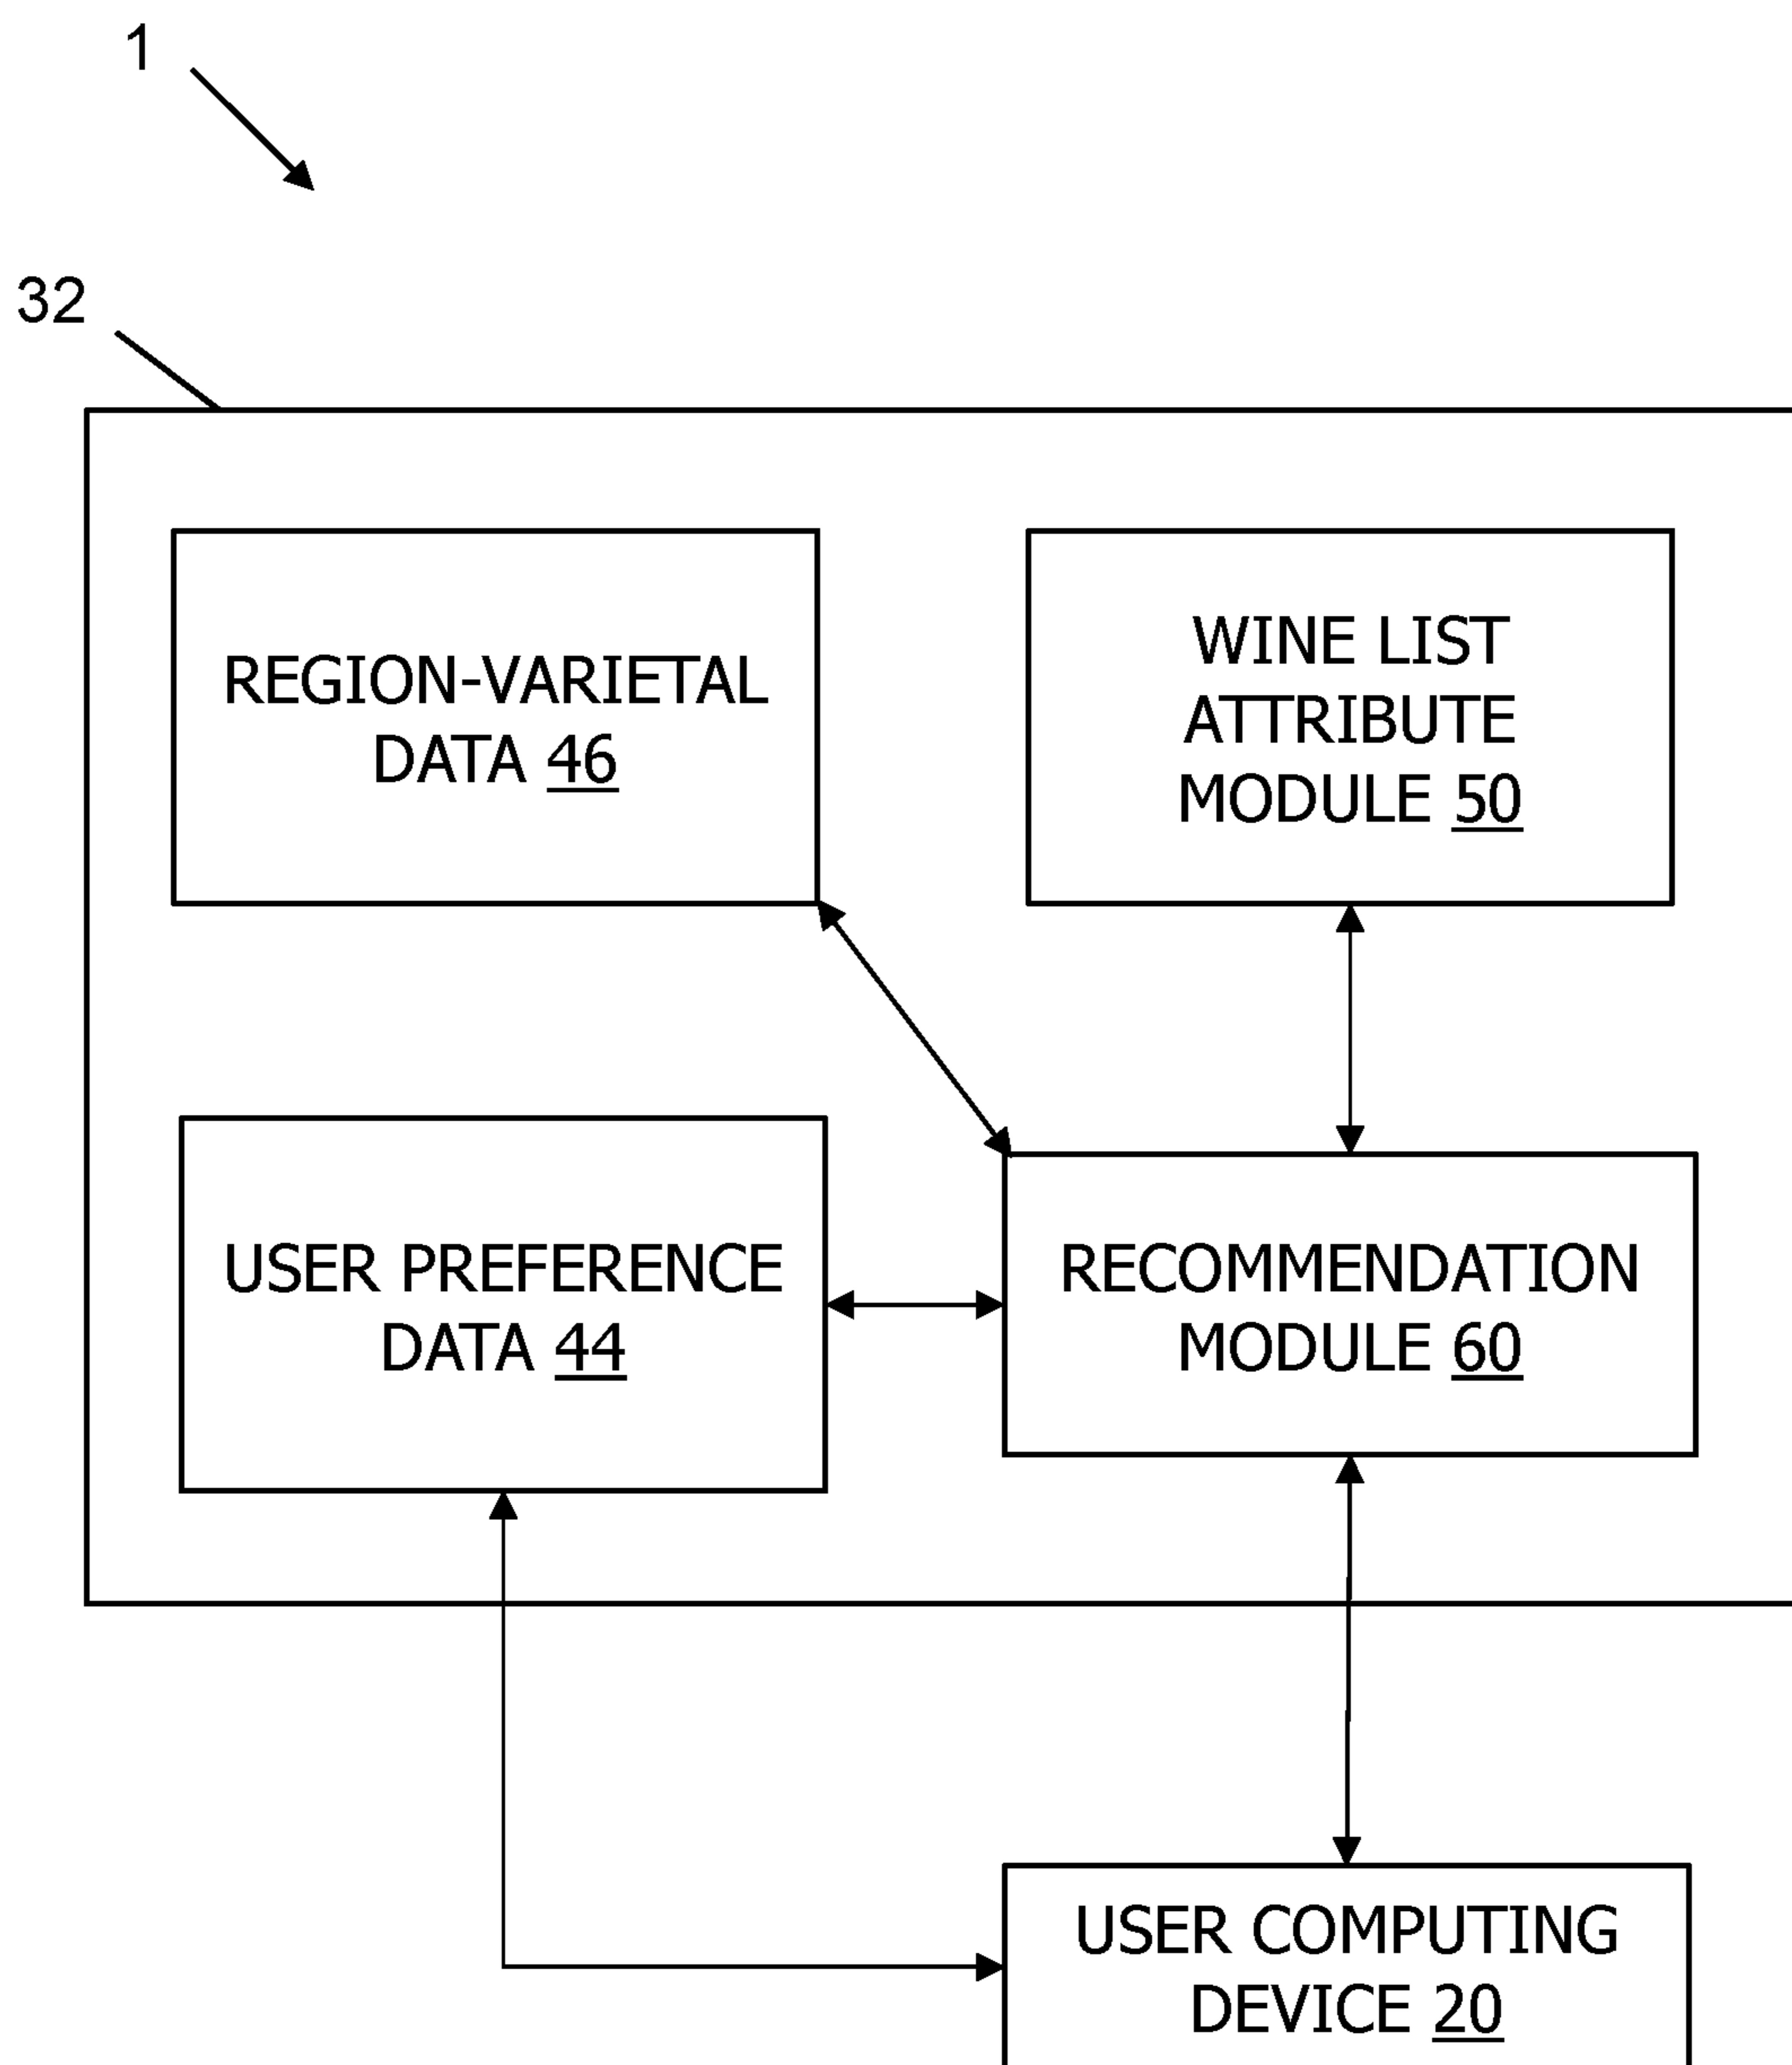 1
32
REGION-VARIETAL
DATA 46
WINE LIST
ATTRIBUTE
MODULE 50
USER PREFERENCE
DATA 44
RECOMMENDATION
MODULE 60
USER COMPUTING
DEVICE 20